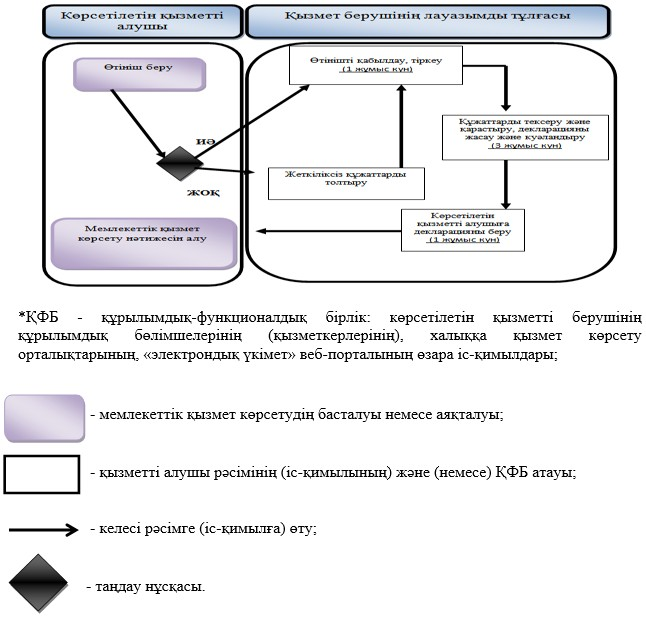 Көрсетілетін қызметті
алушы
Қызмет берушінің лауазымды тұлғасы
Өтініш беру
Өтінішті қабылдау, тіркеу
(1 жұмыс күн)
иә
жоқ
Құжаттарды тексеру және
қарастыру, декларацияны
жасау және куәландыру
(3 жұмыс күн)
Жеткіліксіз құжаттарды
толтыру
Мемлекеттік қызмет
көрсету нәтижесін алу
Көрсетілетін
қызметті алушыға
декларацияны беру
(1 жұмыс күн)
*ҚФБ - құрылымдық-функционалдық бірлік: көрсетілетін қызметті берушінің
құрылымдық бөлімшелерінің (қызметкерлерінің), халыққа қызмет көрсету
орталықтарының, «электрондық үкімет» веб-порталының өзара іс-қимылдары;
- мемлекеттік қызмет көрсетудің басталуы немесе аяқталуы;
- қызметті алушы рәсімінің (іс-қимылының) және (немесе) ҚФБ атауы;
- келесі рәсімге (іс-қимылға) өту;
- таңдау нұсқасы.